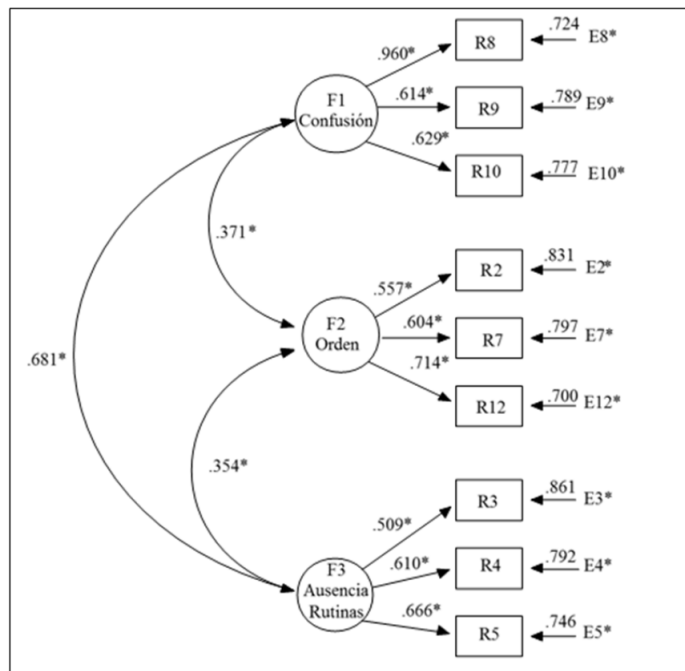 .960* R8 .724 E8*
F1
Confusión
.614* R9 .789 E9*
.629* R10 .777 E10*
.371*
.557* R2 .831 E2*
F2
Orden
.604* R7 .797 E7*
.714* R12 .700 E12*
.681*
.354*
.509* R3 .861 E3*
F3
Ausencia
Rutinas
.610* R4 .792 E4*
.666* R5 .746 E5*